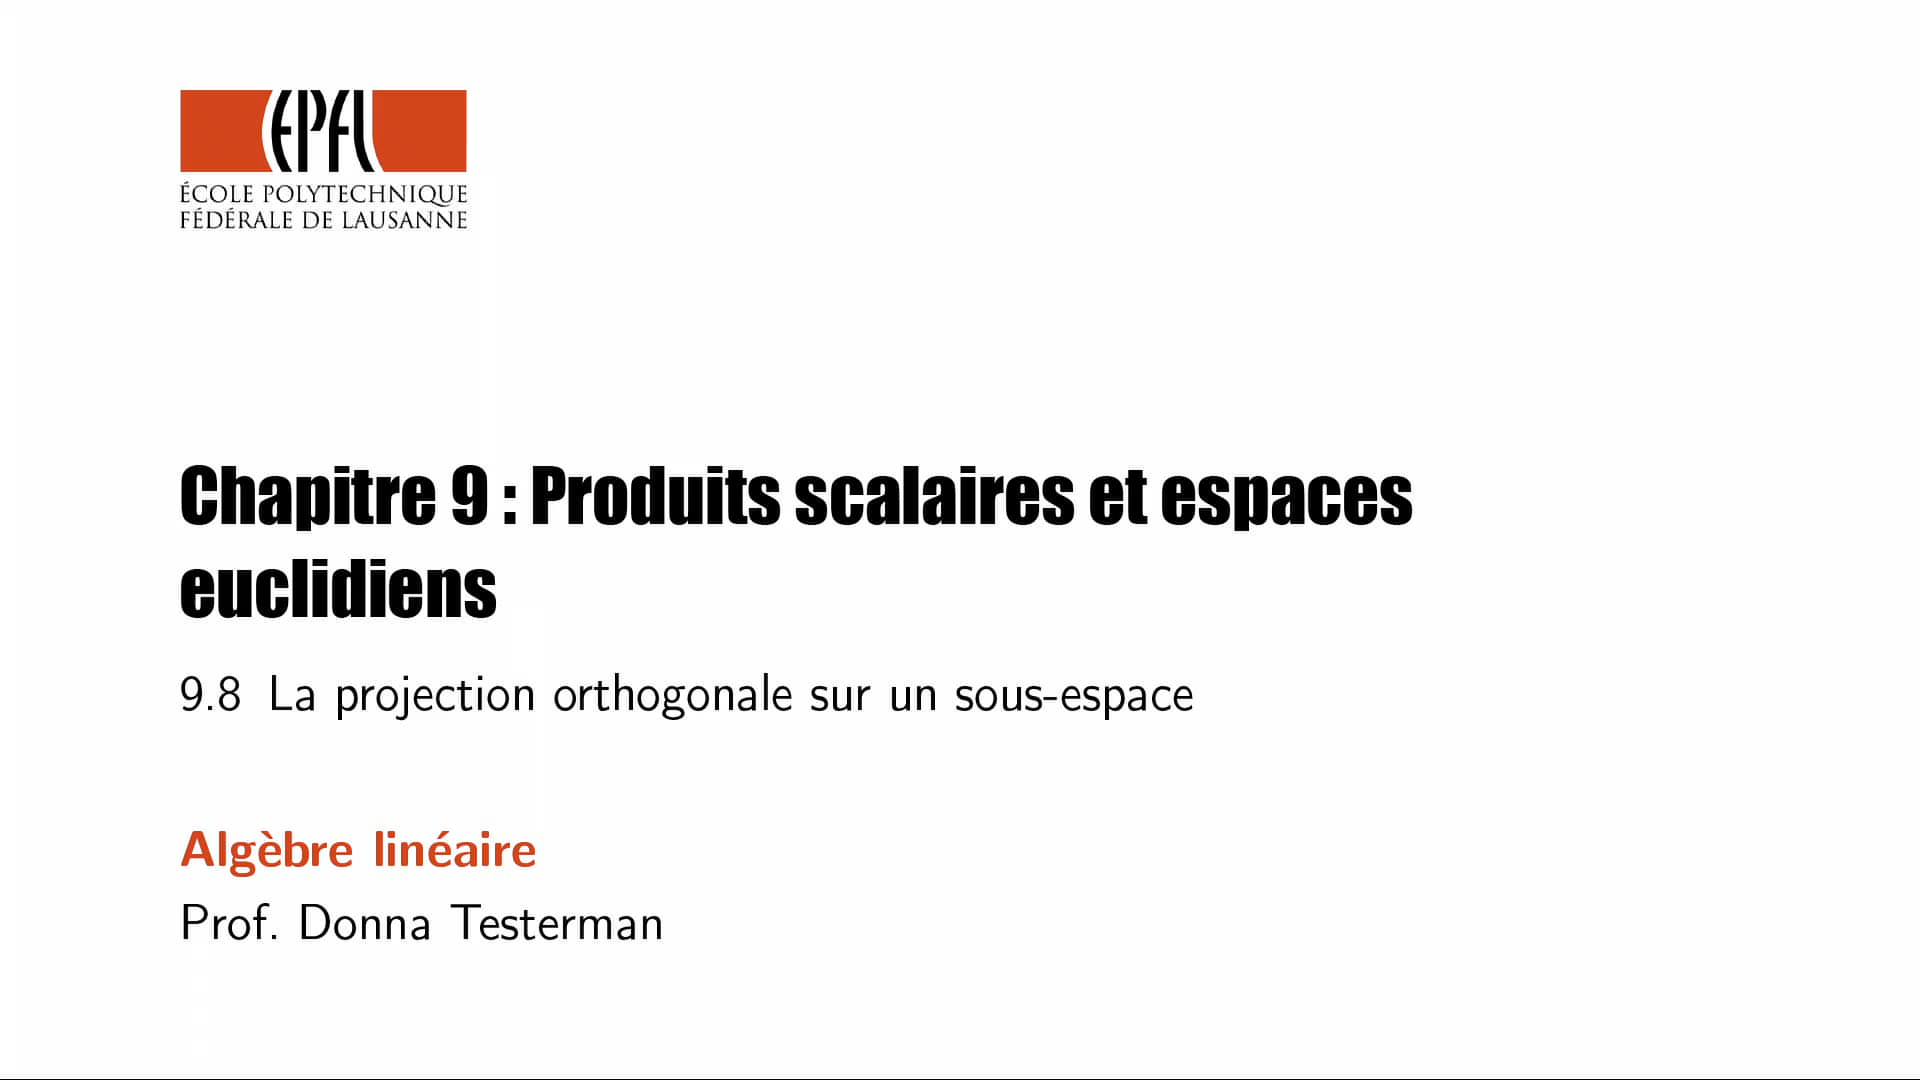 EPFL
ÉCOLE POLYTECHNIQUE
FÉDÉRALE DE LAUSANNE
Chapitre 9 : Produits scalaires et espaces
euclidiens
9.8 La projection orthogonale sur un sous-espace
Algèbre linéaire
Prof. Donna Testerman